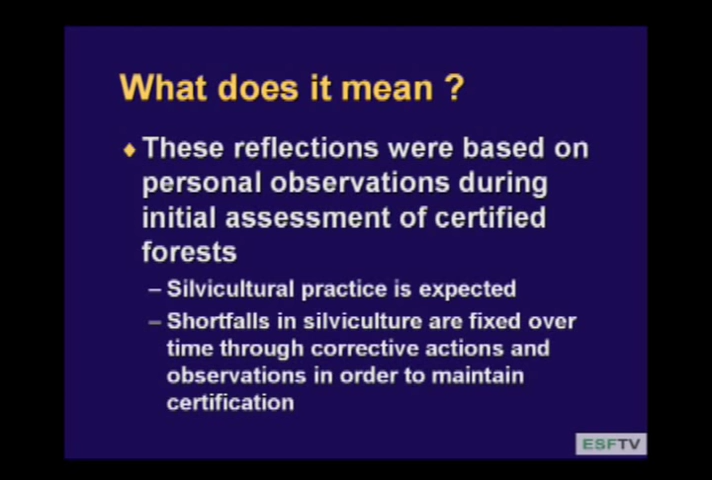 What does it mean ?
♦ These reflections were based on
personal observations during
initial assessment of certified
forests
– Silvicultural practice is expected
– Shortfalls in silviculture are fixed over
time through corrective actions and
observations in order to maintain
certification
ESFTV